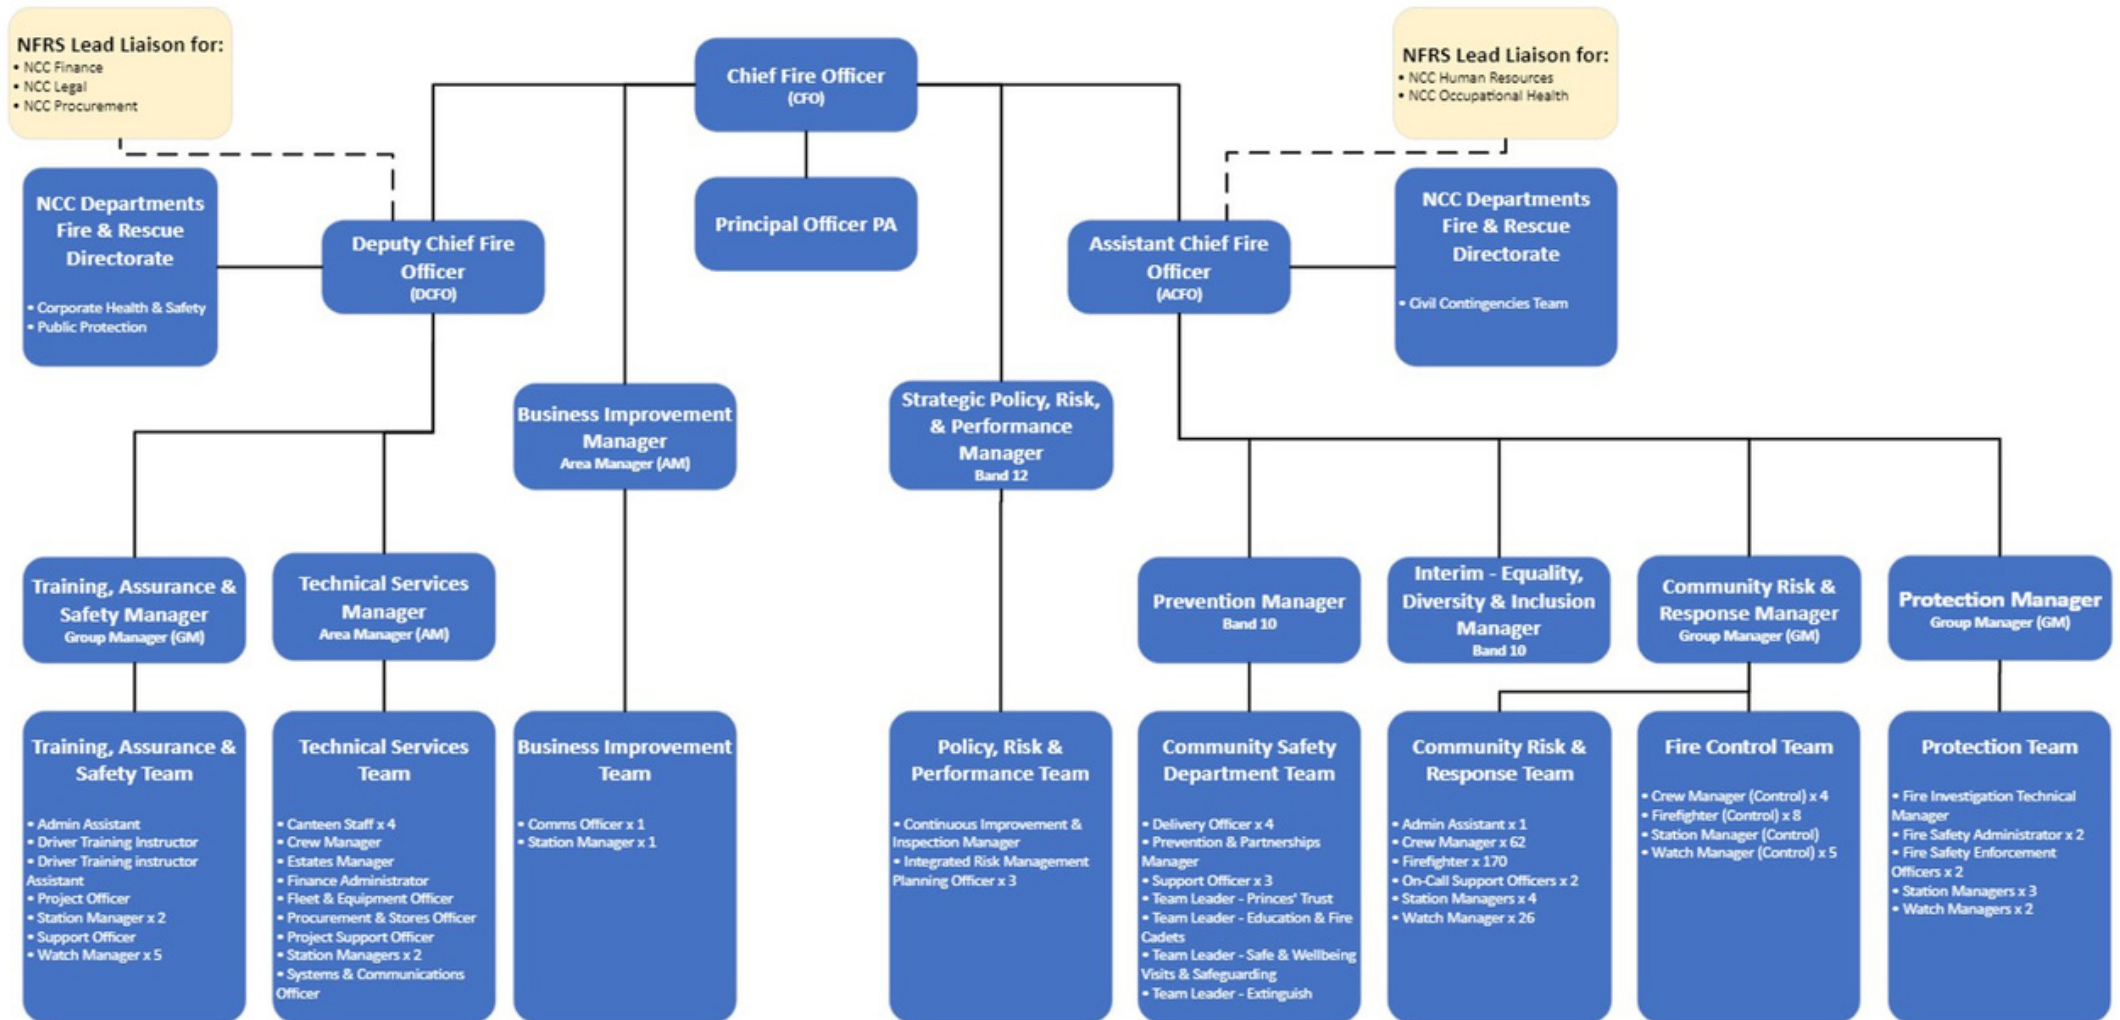 NFRS Lead Liaison for:
• NCC Finance
• NCC Legal
• NCC Procurement
Chief Fire Officer
(CFO)
NFRS Lead Liaison for:
• NCC Human Resources
• NCC Occupational Health
Principal Officer PA
NCC Departments
Fire & Rescue
Directorate
• Corporate Health & Safety
• Public Protection
Deputy Chief Fire
Officer
(DCFO)
Assistant Chief Fire
Officer
(ACFO)
NCC Departments
Fire & Rescue
Directorate
• Civil Contingencies Team
Business Improvement
Manager
Area Manager (AM)
Strategic Policy, Risk,
& Performance
Manager
Band 12
Training, Assurance &
Safety Manager
Group Manager (GM)
Technical Services
Manager
Area Manager (AM)
Prevention Manager
Band 10
Interim - Equality,
Diversity & Inclusion
Manager
Band 10
Community Risk &
Response Manager
Group Manager (GM)
Protection Manager
Group Manager (GM)
Training, Assurance &
Safety Team
• Admin Assistant
• Driver Training Instructor
• Driver Training instructor
Assistant
• Project Officer
• Station Manager x 2
• Support Officer
• Watch Manager x 5
Technical Services
Team
• Canteen Staff x 4
• Crew Manager
• Estates Manager
• Finance Administrator
• Fleet & Equipment Officer
• Procurement & Stores Officer
• Project Support Officer
• Station Managers x 2
• Systems & Communications
Officer
Business Improvement
Team
• Comms Officer x 1
• Station Manager x 1
Policy, Risk &
Performance Team
• Continuous Improvement &
Inspection Manager
• Integrated Risk Management
Planning Officer x 3
Community Safety
Department Team
• Delivery Officer x 4
• Prevention & Partnerships
Manager
• Support Officer x 3
• Team Leader - Princes' Trust
• Team Leader - Education & Fire
Cadets
• Team Leader - Safe & Wellbeing
Visits & Safeguarding
• Team Leader - Extinguish
Community Risk &
Response Team
• Admin Assistant x 1
• Crew Manager x 62
• Firefighter x 170
• On-Call Support Officers x 2
• Station Managers x 4
• Watch Manager x 26
Fire Control Team
• Crew Manager (Control) x 4
• Firefighter (Control) x 8
• Station Manager (Control)
• Watch Manager (Control) x 5
Protection Team
• Fire Investigation Technical
Manager
• Fire Safety Administrator x 2
• Fire Safety Enforcement
Officers x 2
• Station Managers x 3
• Watch Managers x 2